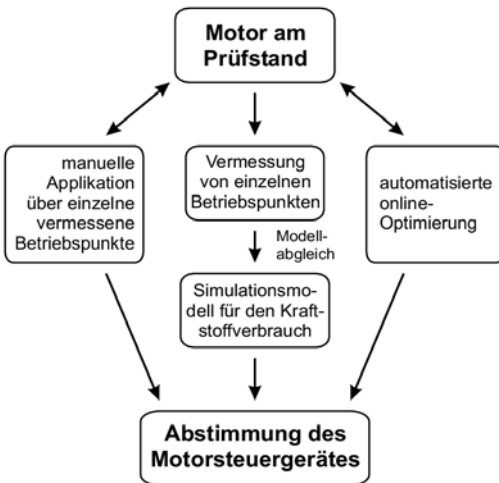 Motor am
Prüfstand
manuelle
Applikation
über einzelne
vermessene
Betriebspunkte
Vermessung
von einzelnen
Betriebspunkten
automatisierte
online-
Optimierung
Modell-
abgleich
Simulationsmo-
dell für den Kraft-
stoffverbrauch
Abstimmung des
Motorsteuergerätes